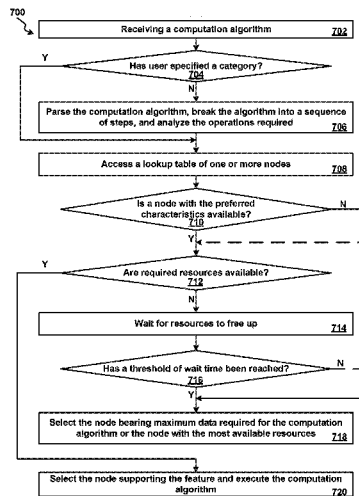 700
Receiving a computation algorithm
702
Has user specified a category?
704
Y
N
Parse the computation algorithm, break the algorithm into a sequence
of steps, and analyze the operations required
706
Access a lookup table of one or more nodes
708
Is a node with the preferred
characteristics available?
710
N
Y
Y
Are required resources available?
712
N
Wait for resources to free up
714
Has a threshold of wait time been reached?
716
N
Y
Select the node bearing maximum data required for the computation
algorithm or the node with the most available resources
718
Select the node supporting the feature and execute the computation
algorithm
720